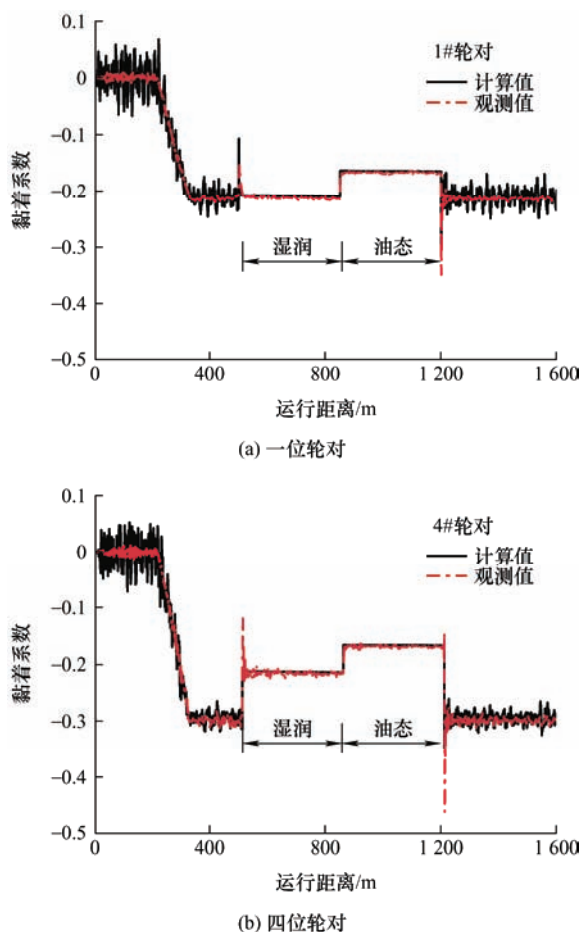 0.1
1#轮对
计算值
观测值
0
−0.1
−0.2
−0.3
−0.4
−0.5
黏着系数
湿润
油态
0
400
800
1 200
1 600
运行距离/m
(a) 一位轮对
0.1
4#轮对
计算值
观测值
0
−0.1
−0.2
−0.3
−0.4
−0.5
黏着系数
湿润
油态
0
400
800
1 200
1 600
运行距离/m
(b) 四位轮对